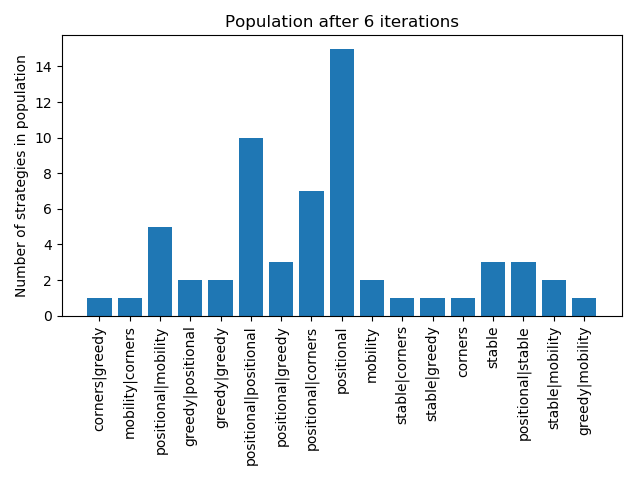 Population after 6 iterations
Number of strategies in population
14
12
10
8
6
4
2
0
corners|greedy
mobility|corners
positional|mobility
greedy|positional
greedy|greedy
positional|positional
positional|greedy
positional|corners
positional
mobility
stable|corners
stable|greedy
corners
stable
positional|stable
stable|mobility
greedy|mobility